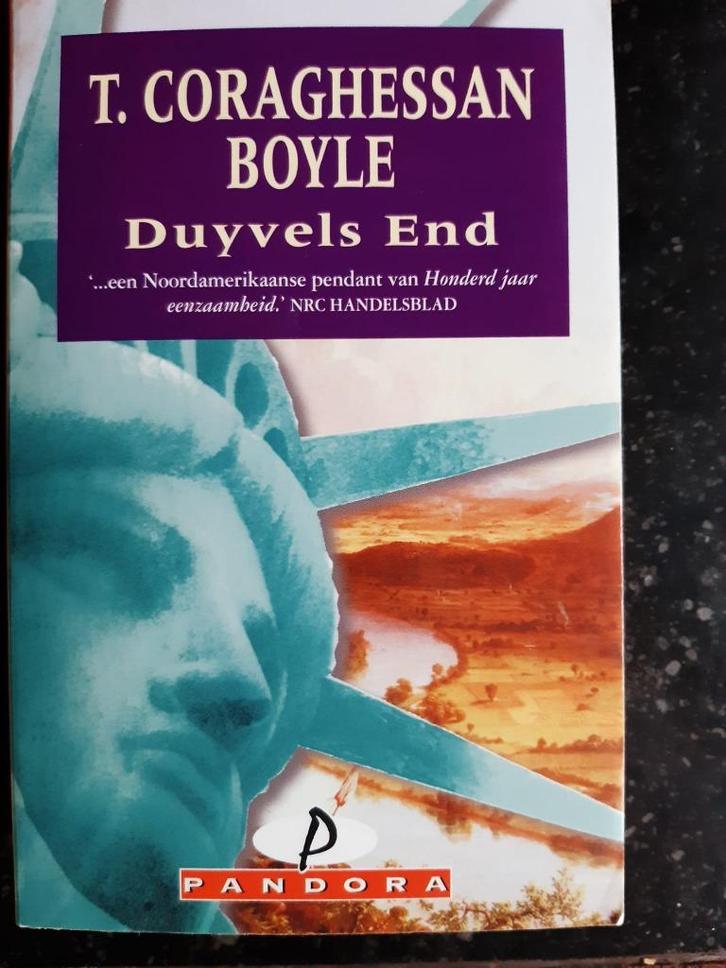 T. CORAGHESSAN
BOYLE
Duyvels End
‘...een Noordamerikaanse pendant van Honderd jaar
eenzaamheid.’ NRC HANDELSBLAD
P
PANDORA